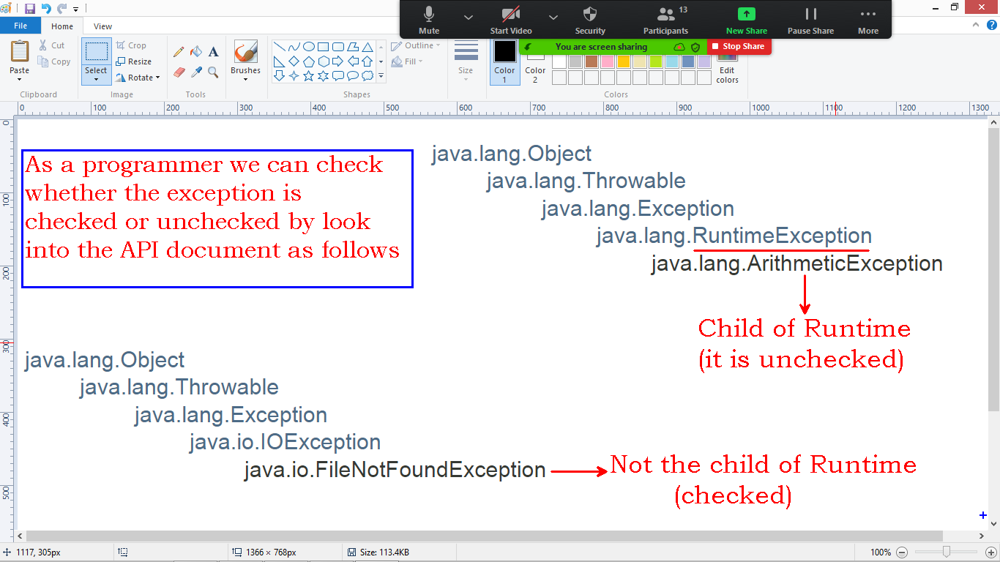 Mute
Start Video
Security
Participants
13
New Share
Pause Share
More
You are screen sharing
Stop Share
File
Home
View
Paste
Cut
Copy
Clipboard
Select
Crop
Resize
Rotate
Image
A
Tools
Brushes
Outline
Fill
Shapes
Size
Color
1
Color
2
Edit
colors
Colors
0 100 200 300 400 500 600 700 800 900 1000 1100 1200 1300
0
100
200
300
400
500
As a programmer we can check
whether the exception is
checked or unchecked by look
into the API document as follows
java.lang.Object
java.lang.Throwable
java.lang.Exception
java.lang.RuntimeException
java.lang.ArithmeticException
Child of Runtime
(it is unchecked)
java.lang.Object
java.lang.Throwable
java.lang.Exception
java.io.IOException
java.io.FileNotFoundException
Not the child of Runtime
(checked)
1117, 305px
1366 × 768px
Size: 113.4KB
100%